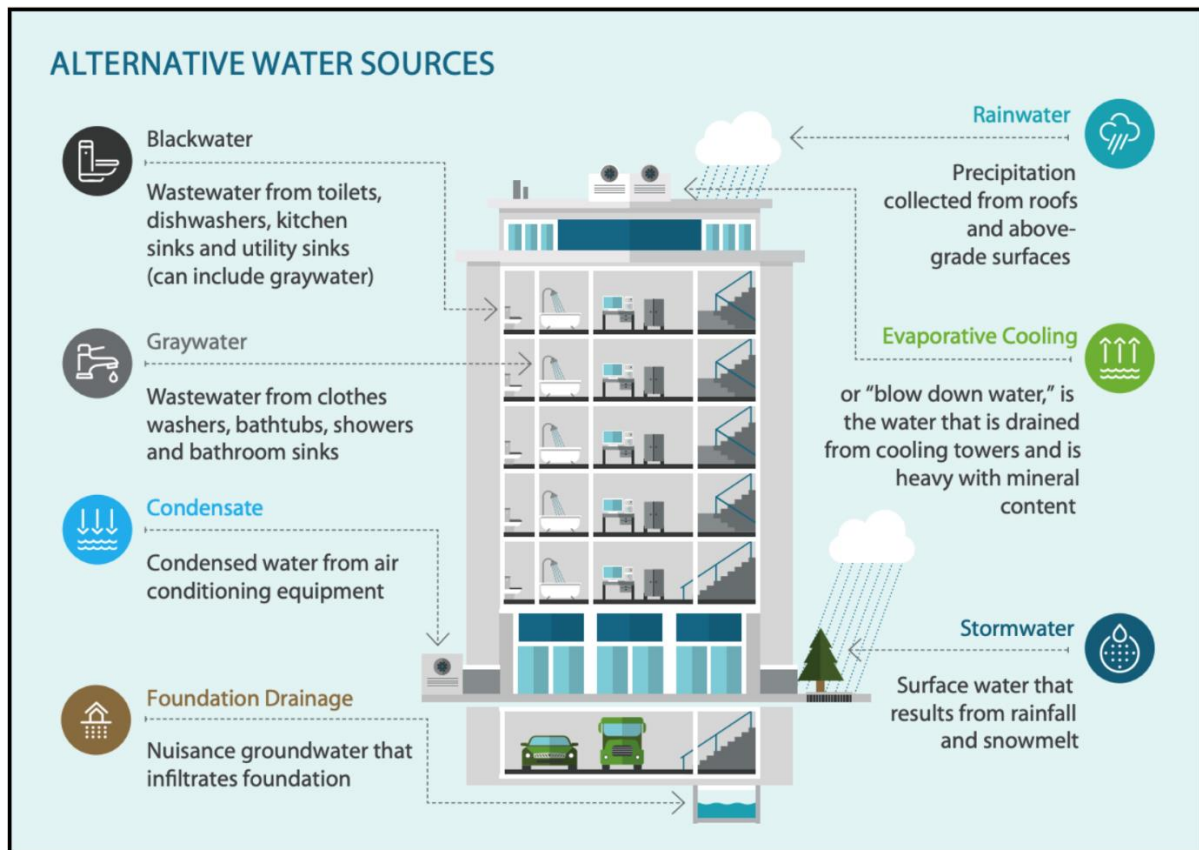 ALTERNATIVE WATER SOURCES
Blackwater
Wastewater from toilets,
dishwashers, kitchen
sinks and utility sinks
(can include graywater)
Graywater
Wastewater from clothes
washers, bathtubs, showers
and bathroom sinks
Condensate
Condensed water from air
conditioning equipment
Foundation Drainage
Nuisance groundwater that
infiltrates foundation
Rainwater
Precipitation
collected from roofs
and above-
grade surfaces
Evaporative Cooling
or “blow down water,” is
the water that is drained
from cooling towers and is
heavy with mineral
content
Stormwater
Surface water that
results from rainfall
and snowmelt